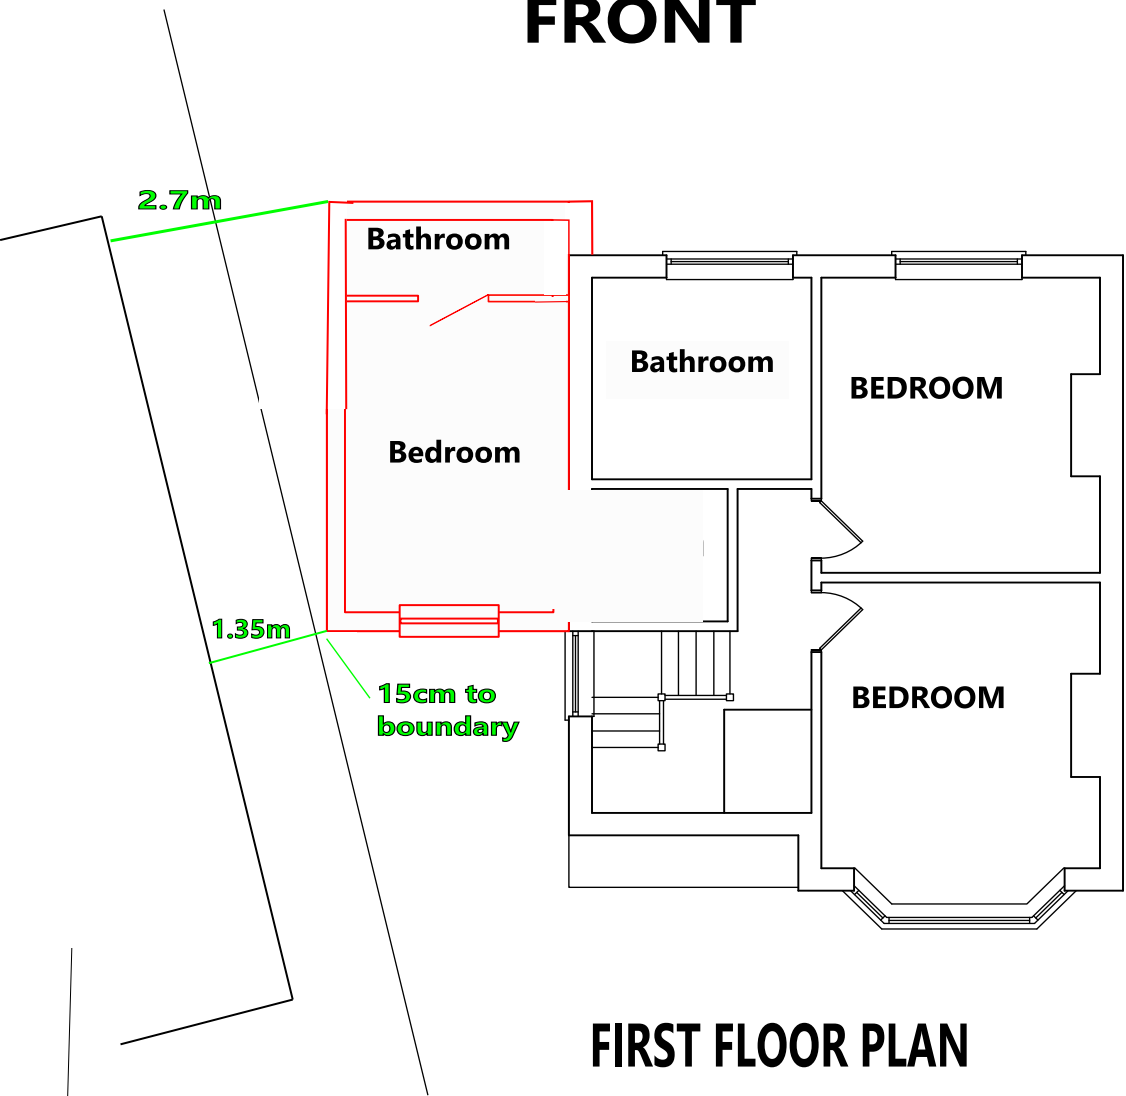 FRONT
2.7m
Bathroom
Bathroom
BEDROOM
Bedroom
1.35m
15cm to
boundary
BEDROOM
FIRST FLOOR PLAN